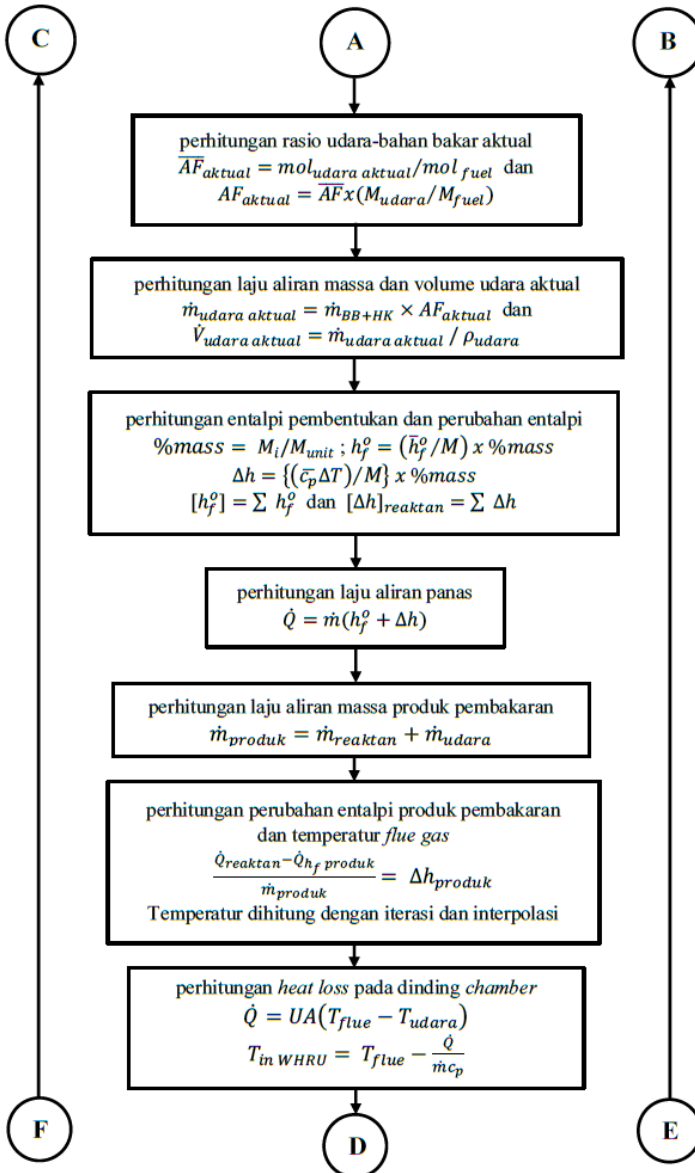 C
A
B
perhitungan rasio udara-bahan bakar aktual
$\overline{AF}_{aktual} = mol_{udara\ aktual}/mol_{fuel}$ dan
$AF_{aktual} = \overline{AF}x(M_{udara}/M_{fuel})$
perhitungan laju aliran massa dan volume udara aktual
$\dot{m}_{udara\ aktual} = \dot{m}_{BB+HK} \times AF_{aktual}$ dan
$\dot{V}_{udara\ aktual} = \dot{m}_{udara\ aktual} / \rho_{udara}$
perhitungan entalpi pembentukan dan perubahan entalpi
$\%mass = M_i/M_{unit}$ ; $h_f^o = (\bar{h}_f^o/M)\ x\ \%mass$
$\Delta h = \{(\bar{c_p}\Delta T)/M\}\ x\ \%mass$
$[h_f^o] = \sum h_f^o$ dan $[\Delta h]_{reaktan} = \sum \Delta h$
perhitungan laju aliran panas
$\dot{Q} = \dot{m}(h_f^o + \Delta h)$
perhitungan laju aliran massa produk pembakaran
$\dot{m}_{produk} = \dot{m}_{reaktan} + \dot{m}_{udara}$
perhitungan perubahan entalpi produk pembakaran
dan temperatur flue gas
$\frac{\dot{Q}_{reaktan}-\dot{Q}_{h_f\ produk}}{\dot{m}_{produk}} = \Delta h_{produk}$
Temperatur dihitung dengan iterasi dan interpolasi
perhitungan heat loss pada dinding chamber
$\dot{Q} = UA(T_{flue} - T_{udara})$
$T_{in\ WHRU} = T_{flue} - \frac{\dot{Q}}{\dot{m}c_p}$
F
D
E